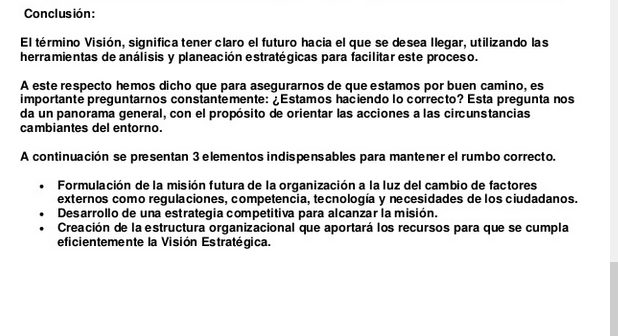 Conclusión:
El término Visión, significa tener claro el futuro hacia el que se desea llegar, utilizando las
herramientas de análisis y planeación estratégicas para facilitar este proceso.
A este respecto hemos dicho que para asegurarnos de que estamos por buen camino, es
importante preguntarnos constantemente: ¿Estamos haciendo lo correcto? Esta pregunta nos
da un panorama general, con el propósito de orientar las acciones a las circunstancias
cambiantes del entorno.
A continuación se presentan 3 elementos indispensables para mantener el rumbo correcto.
• Formulación de la misión futura de la organización a la luz del cambio de factores
externos como regulaciones, competencia, tecnología y necesidades de los ciudadanos.
• Desarrollo de una estrategia competitiva para alcanzar la misión.
• Creación de la estructura organizacional que aportará los recursos para que se cumpla
eficientemente la Visión Estratégica.